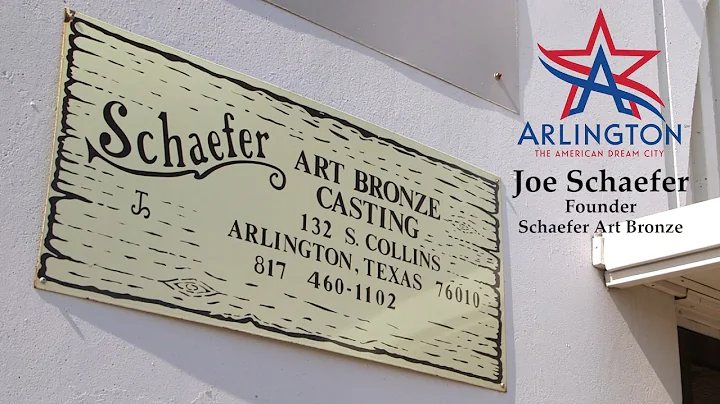 Schaefer
ART BRONZE
CASTING
132 S. COLLINS
ARLINGTON, TEXAS 76010
817 460-1102
ARLINGTON
THE AMERICAN DREAM CITY
Joe Schaefer
Founder
Schaefer Art Bronze